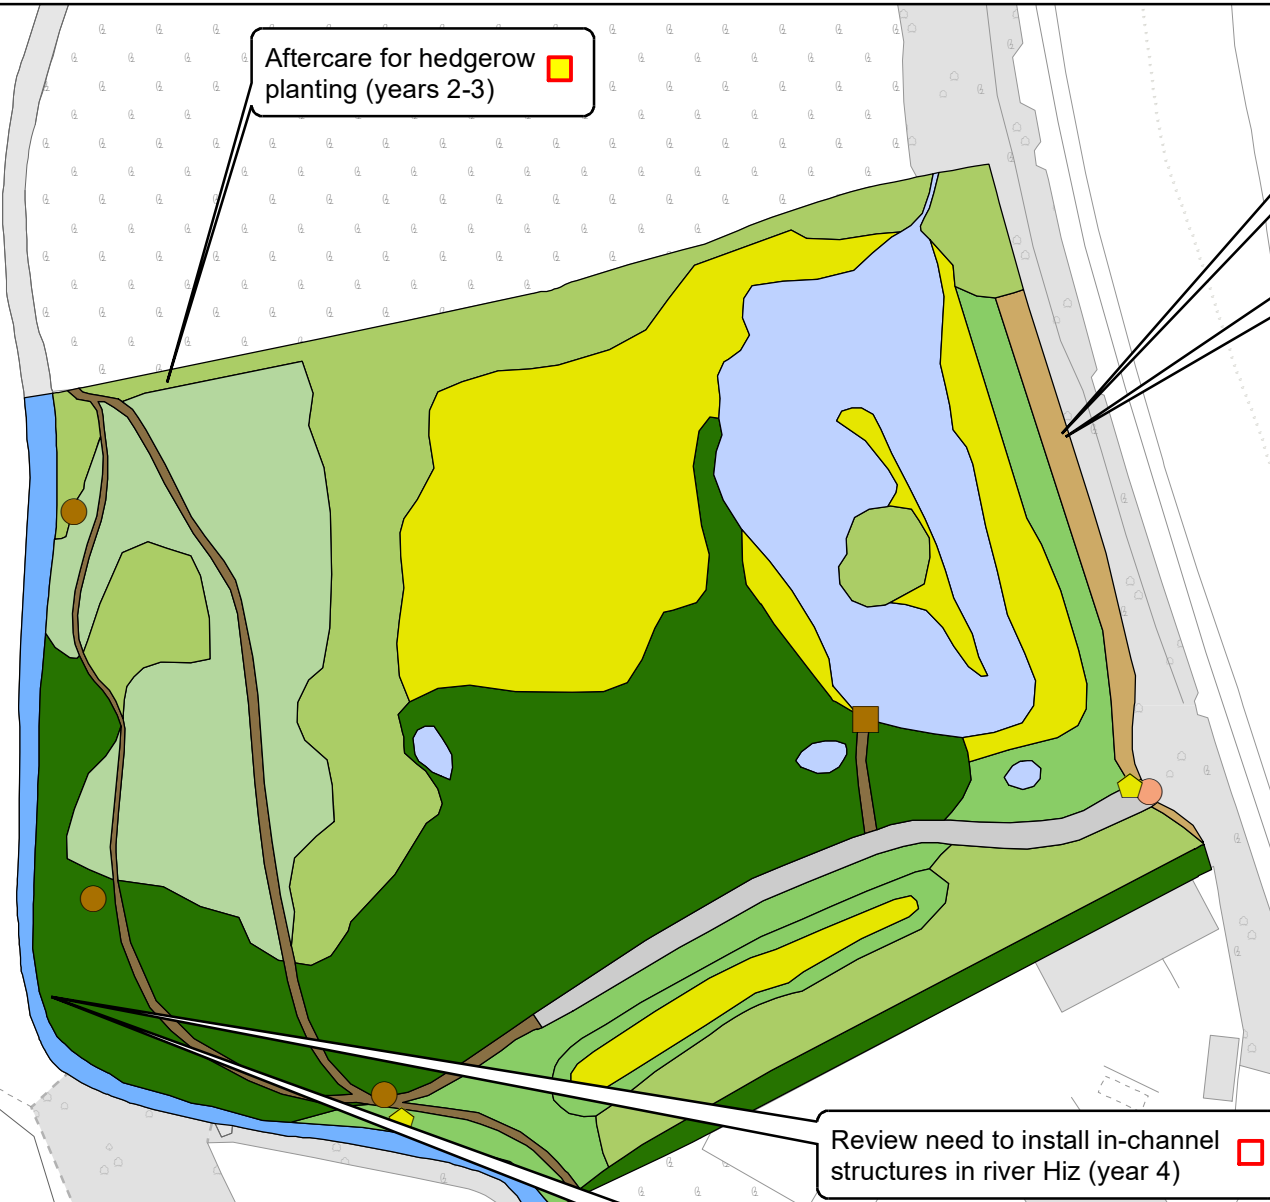 Aftercare for hedgerow
planting (years 2-3)
Review need to install in-channel
structures in river Hiz (year 4)